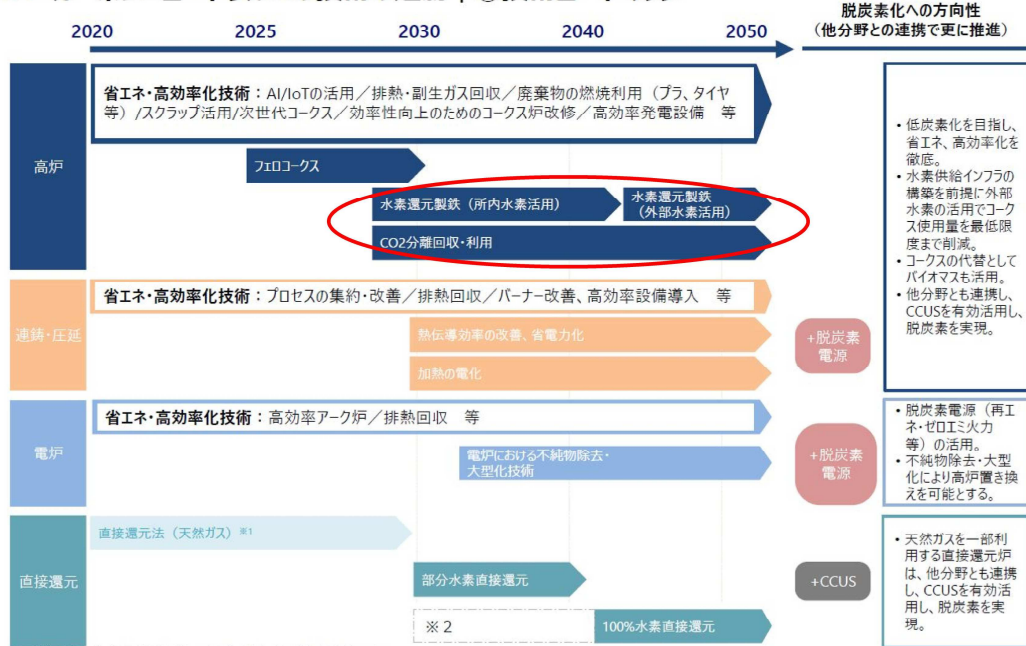 脱炭素化への方向性
(他分野との連携で更に推進)
2020
2025
2030
2040
2050
高炉
省エネ・高効率化技術：AI/IoTの活用／排熱・副生ガス回収／廃棄物の燃焼利用（プラ、タイヤ
等）/スクラップ活用/次世代コークス／効率性向上のためのコークス炉改修／高効率発電設備　等
フェロコークス
水素還元製鉄（所内水素活用）
水素還元製鉄
（外部水素活用）
CO2分離回収・利用
・低炭素化を目指し、
省エネ、高効率化を
徹底。
・水素供給インフラの
構築を前提に外部
水素の活用でコーク
ス使用量を最低限
度まで削減。
・コークスの代替として
バイオマスも活用。
・他分野とも連携し、
CCUSを有効活用し、
脱炭素を実現。
連鋳・圧延
省エネ・高効率化技術：プロセスの集約・改善／排熱回収／バーナー改善、高効率設備導入　等
熱伝導効率の改善、省電力化
加熱の電化
+脱炭素
電源
電炉
省エネ・高効率化技術：高効率アーク炉／排熱回収　等
電炉における不純物除去・
大型化技術
+脱炭素
電源
・脱炭素電源（再エ
ネ・ゼロエミ火力
等）の活用。
・不純物除去・大型
化により高炉置き換
えを可能とする。
直接還元
直接還元法（天然ガス）※1
部分水素直接還元
※２
100%水素直接還元
+CCUS
・天然ガスを一部利
用する直接還元炉
は、他分野とも連携
し、CCUSを有効活
用し、脱炭素を実
現。